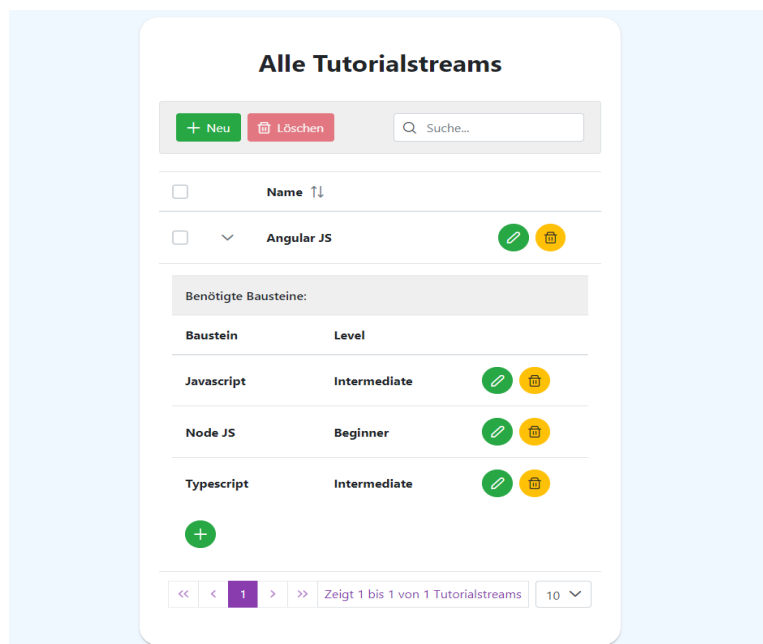 Alle Tutorialstreams
Neu Löschen Suche...
Name
Angular JS
Benötigte Bausteine:
Baustein Level
Javascript Intermediate
Node JS Beginner
Typescript Intermediate
<< < 1 > >> Zeigt 1 bis 1 von 1 Tutorialstreams 10